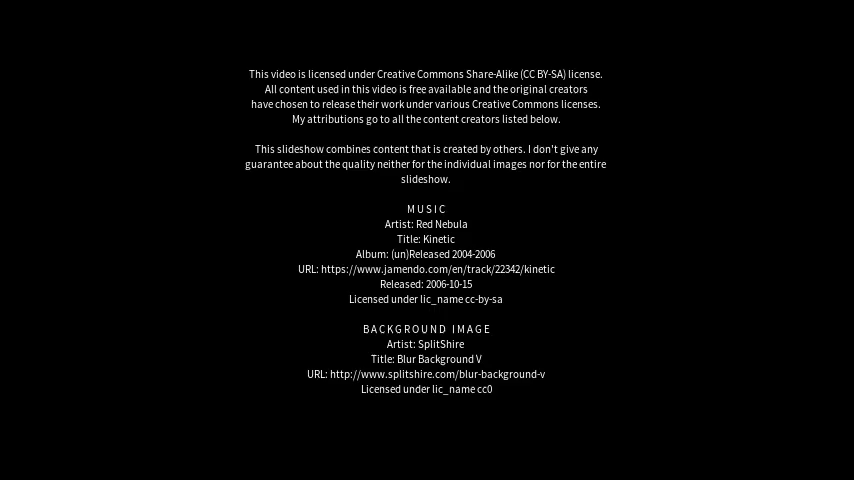 This video is licensed under Creative Commons Share-Alike (CC BY-SA) license.
All content used in this video is free available and the original creators
have chosen to release their work under various Creative Commons licenses.
My attributions go to all the content creators listed below.
This slideshow combines content that is created by others. I don't give any
guarantee about the quality neither for the individual images nor for the entire
slideshow.
MUSIC
Artist: Red Nebula
Title: Kinetic
Album: (un)Released 2004-2006
URL: https://www.jamendo.com/en/track/22342/kinetic
Released: 2006-10-15
Licensed under lic_name cc-by-sa
BACKGROUND IMAGE
Artist: SplitShire
Title: Blur Background V
URL: http://www.splitshire.com/blur-background-v
Licensed under lic_name cc0